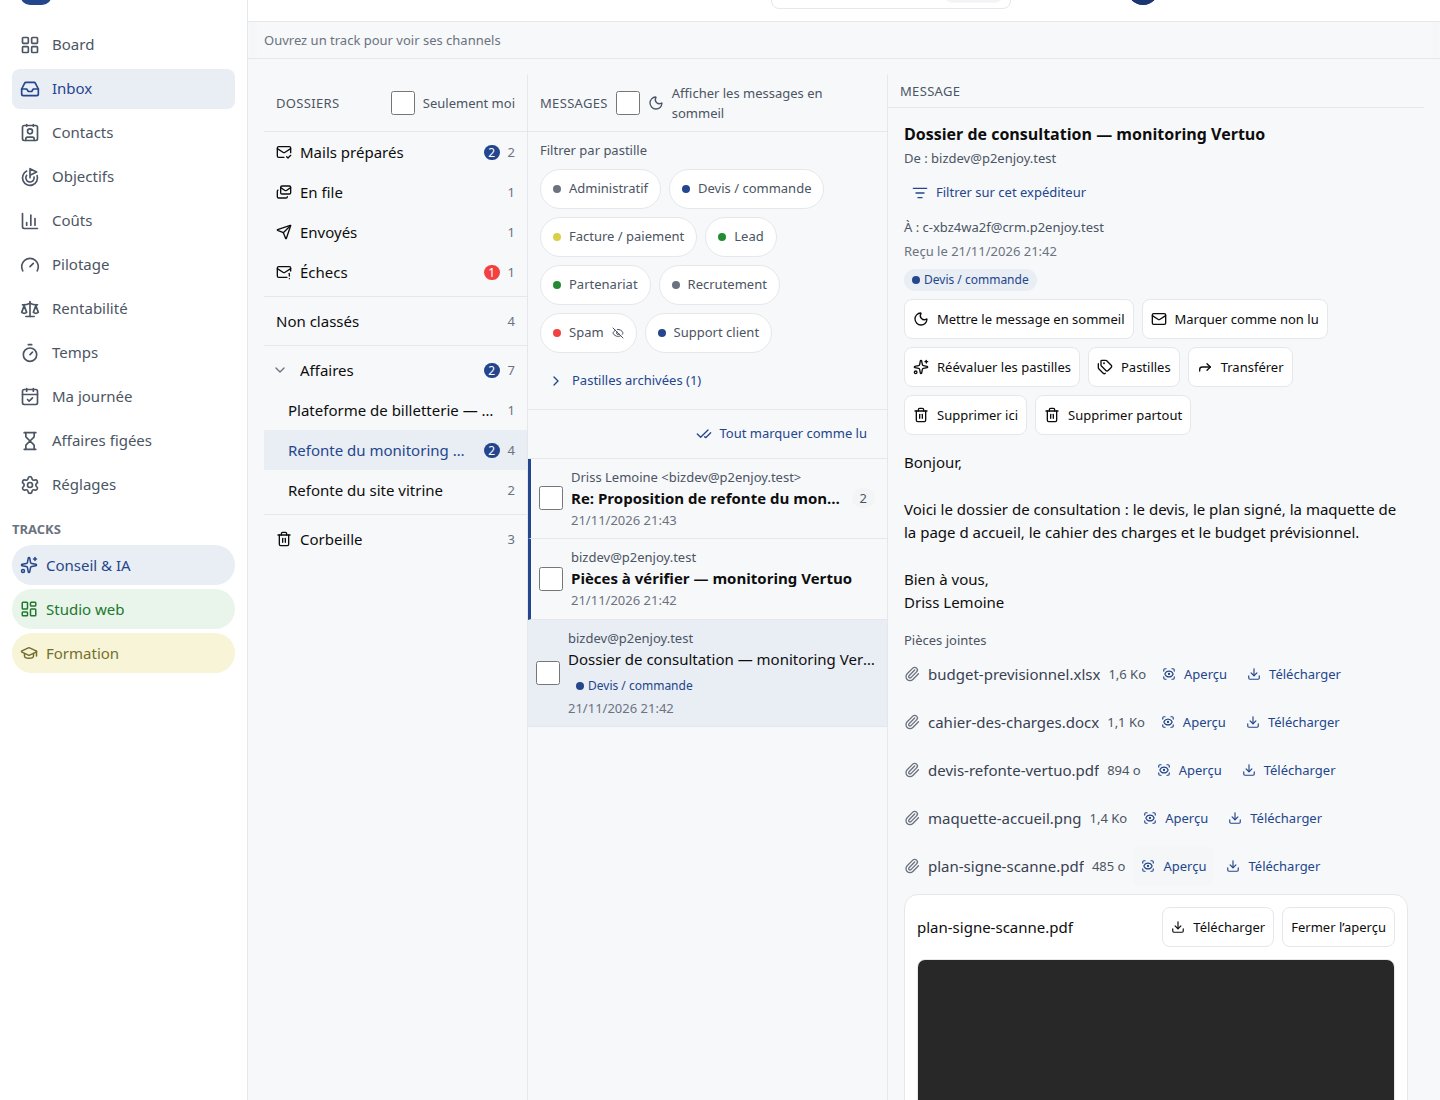 Board
Inbox
Contacts
Objectifs
Coûts
Pilotage
Rentabilité
Temps
Ma journée
Affaires figées
Réglages
TRACKS
Conseil & IA
Studio web
Formation
Ouvrez un track pour voir ses channels
DOSSIERS
Seulement moi
Mails préparés 2 2
En file 1
Envoyés 1
Échecs 1 1
Non classés 4
Affaires 2 7
Plateforme de billetterie — ... 1
Refonte du monitoring ... 2 4
Refonte du site vitrine 2
Corbeille 3
MESSAGES
Afficher les messages en
sommeil
Filtrer par pastille
Administratif
Devis / commande
Facture / paiement
Lead
Partenariat
Recrutement
Spam
Support client
Pastilles archivées (1)
Tout marquer comme lu
Driss Lemoine <bizdev@p2enjoy.test>
Re: Proposition de refonte du mon... 2
21/11/2026 21:43
bizdev@p2enjoy.test
Pièces à vérifier — monitoring Vertuo
21/11/2026 21:42
bizdev@p2enjoy.test
Dossier de consultation — monitoring Ver...
Devis / commande
21/11/2026 21:42
MESSAGE
Dossier de consultation — monitoring Vertuo
De : bizdev@p2enjoy.test
Filtrer sur cet expéditeur
À : c-xbz4wa2f@crm.p2enjoy.test
Reçu le 21/11/2026 21:42
Devis / commande
Mettre le message en sommeil
Marquer comme non lu
Réévaluer les pastilles
Pastilles
Transférer
Supprimer ici
Supprimer partout
Bonjour,
Voici le dossier de consultation : le devis, le plan signé, la maquette de
la page d accueil, le cahier des charges et le budget prévisionnel.
Bien à vous,
Driss Lemoine
Pièces jointes
budget-previsionnel.xlsx 1,6 Ko Aperçu Télécharger
cahier-des-charges.docx 1,1 Ko Aperçu Télécharger
devis-refonte-vertuo.pdf 894 o Aperçu Télécharger
maquette-accueil.png 1,4 Ko Aperçu Télécharger
plan-signe-scanne.pdf 485 o Aperçu Télécharger
plan-signe-scanne.pdf
Télécharger
Fermer l’aperçu